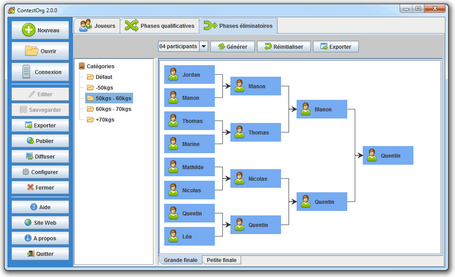 ContestOrg 2.0.0
Nouveau
Ouvrir
Connexion
Editer
Sauvegarder
Exporter
Publier
Diffuser
Configurer
Fermer
Aide
Site Web
A propos
Quitter
Joueurs
Phases qualificatives
Phases éliminatoires
04 participants
Générer
Réinitialiser
Exporter
Catégories
Défaut
-50kgs
50kgs - 60kgs
60kgs - 70kgs
+70kgs
Jordan
Manon
Thomas
Marine
Mathilde
Nicolas
Quentin
Léa
Manon
Thomas
Nicolas
Quentin
Manon
Quentin
Quentin
Grande finale
Petite finale